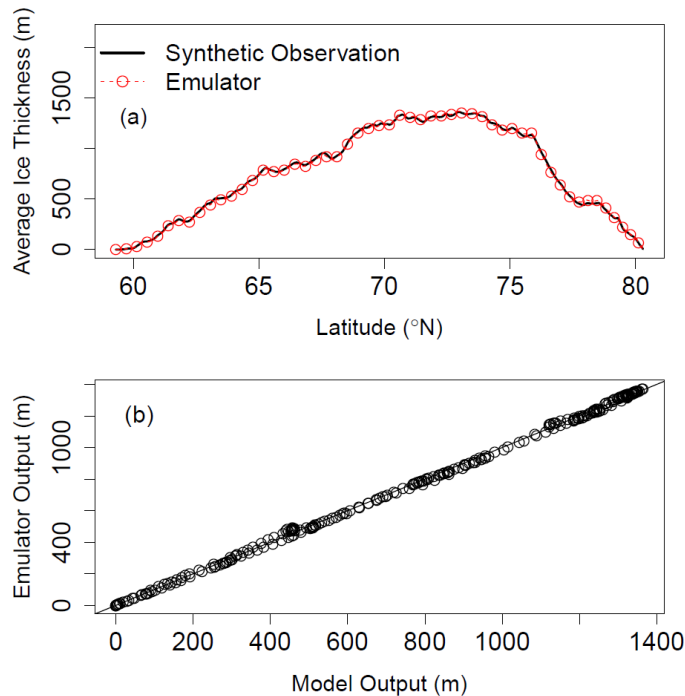 Synthetic Observation
Emulator
(a)
Average Ice Thickness (m)
0 500 1500
60 65 70 75 80
Latitude (°N)
(b)
Emulator Output (m)
0 400 1000
0 200 400 600 800 1000 1400
Model Output (m)